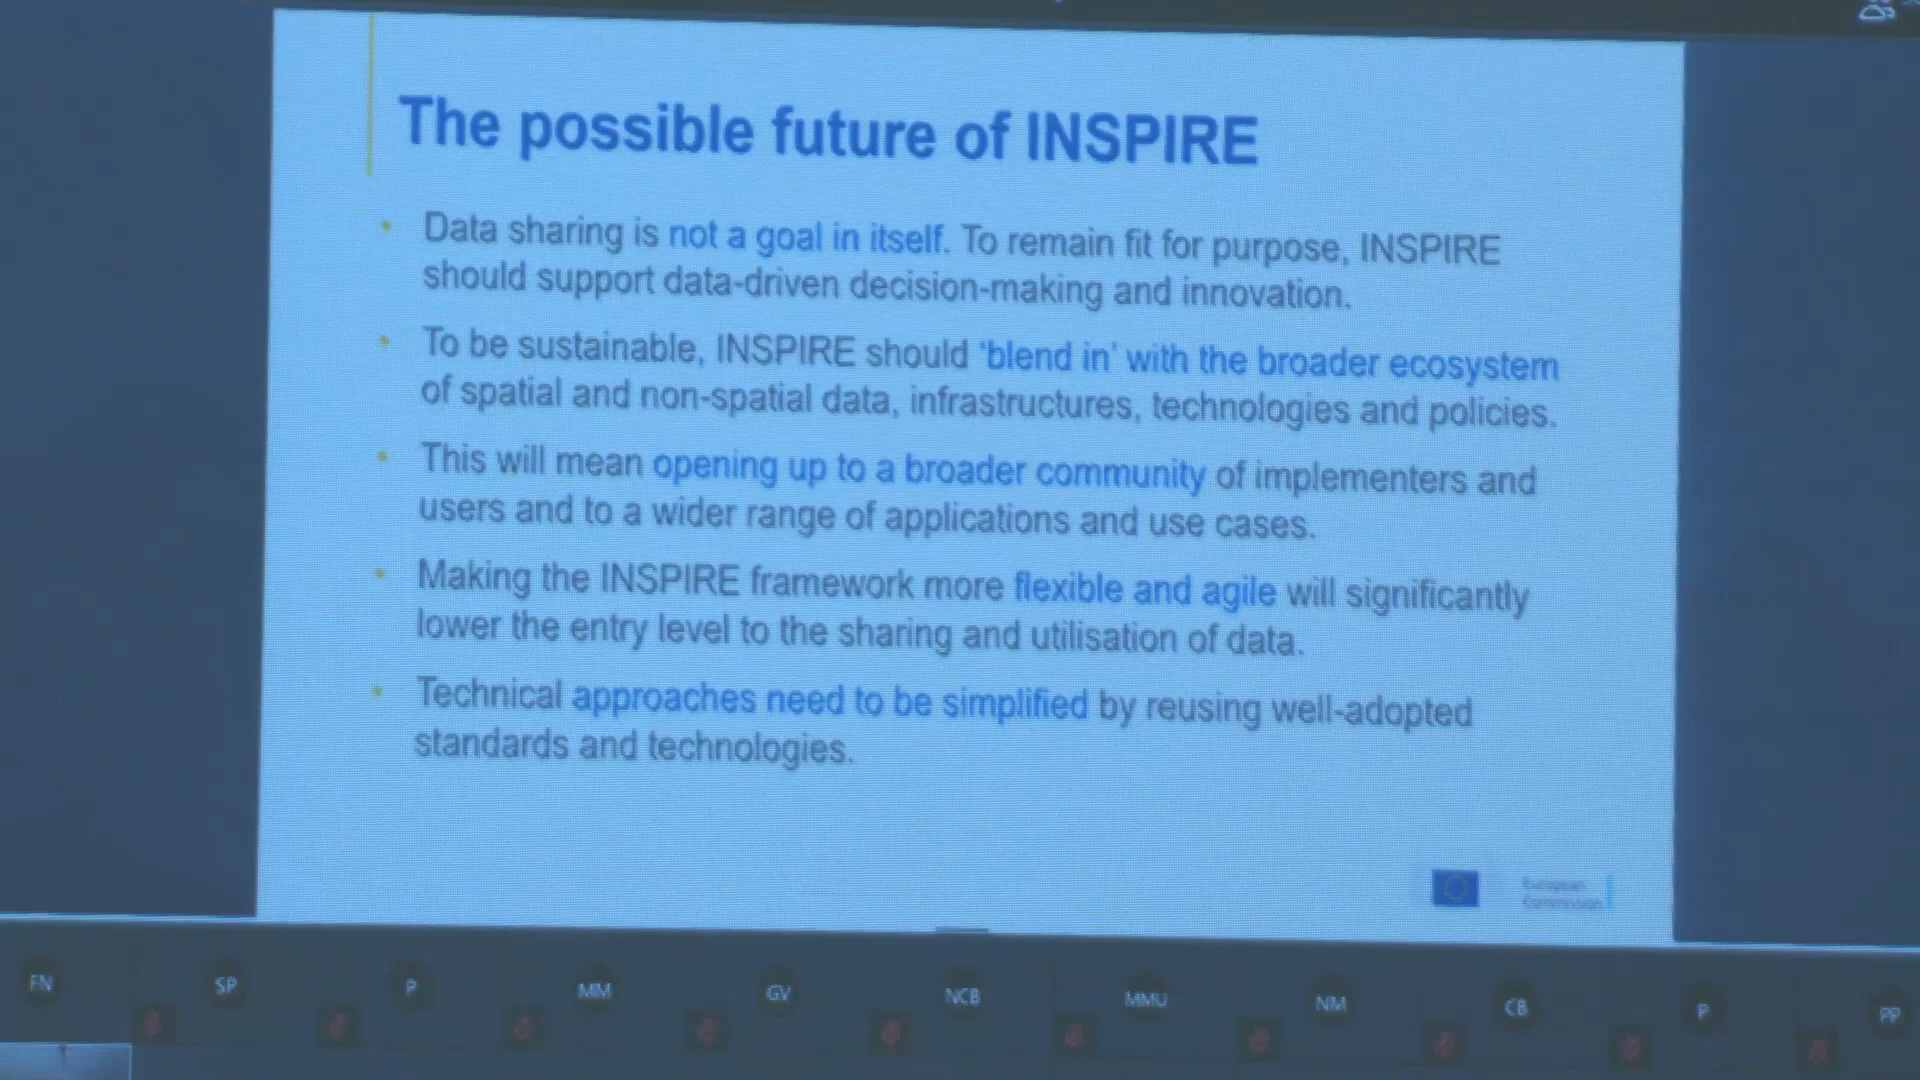 The possible future of INSPIRE
• Data sharing is not a goal in itself. To remain fit for purpose, INSPIRE
should support data-driven decision-making and innovation.
• To be sustainable, INSPIRE should ‘blend in’ with the broader ecosystem
of spatial and non-spatial data, infrastructures, technologies and policies.
• This will mean opening up to a broader community of implementers and
users and to a wider range of applications and use cases.
• Making the INSPIRE framework more flexible and agile will significantly
lower the entry level to the sharing and utilisation of data.
• Technical approaches need to be simplified by reusing well-adopted
standards and technologies.
European
Commission
FN SP P MM GV NCB MMU NM CB P PP